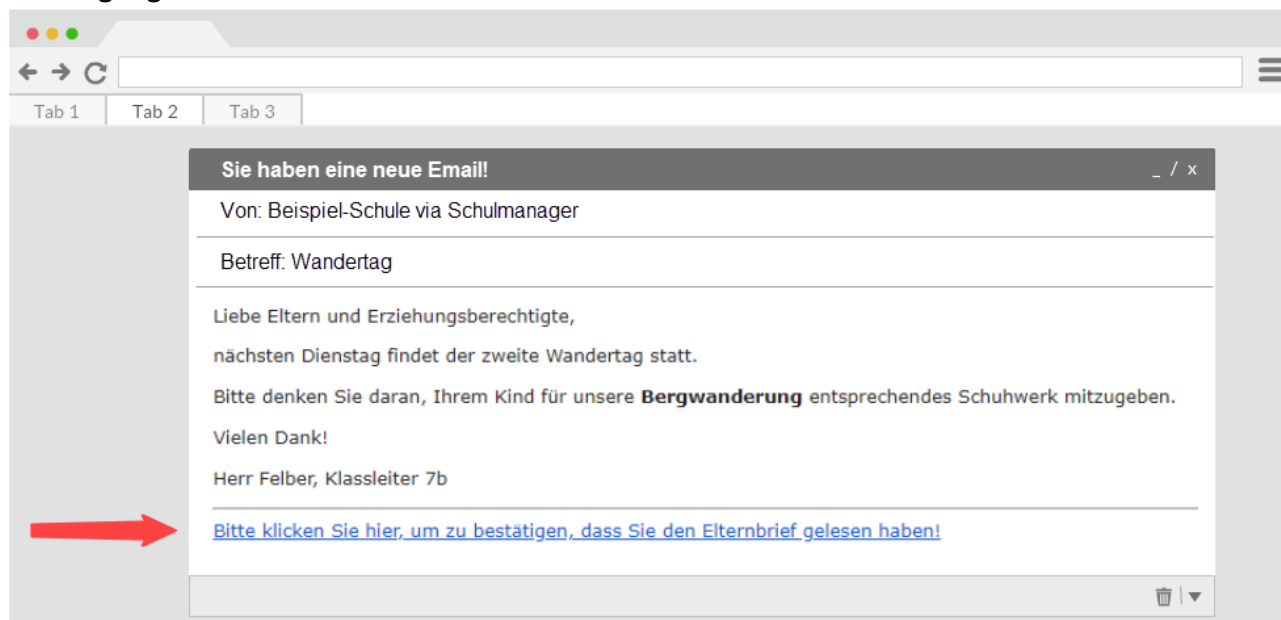 Tab 1 Tab 2 Tab 3
Sie haben eine neue Email! _ / x
Von: Beispiel-Schule via Schulmanager
Betreff: Wandertag
Liebe Eltern und Erziehungsberechtigte,
nächsten Dienstag findet der zweite Wandertag statt.
Bitte denken Sie daran, Ihrem Kind für unsere Bergwanderung entsprechendes Schuhwerk mitzugeben.
Vielen Dank!
Herr Felber, Klassleiter 7b
Bitte klicken Sie hier, um zu bestätigen, dass Sie den Elternbrief gelesen haben!